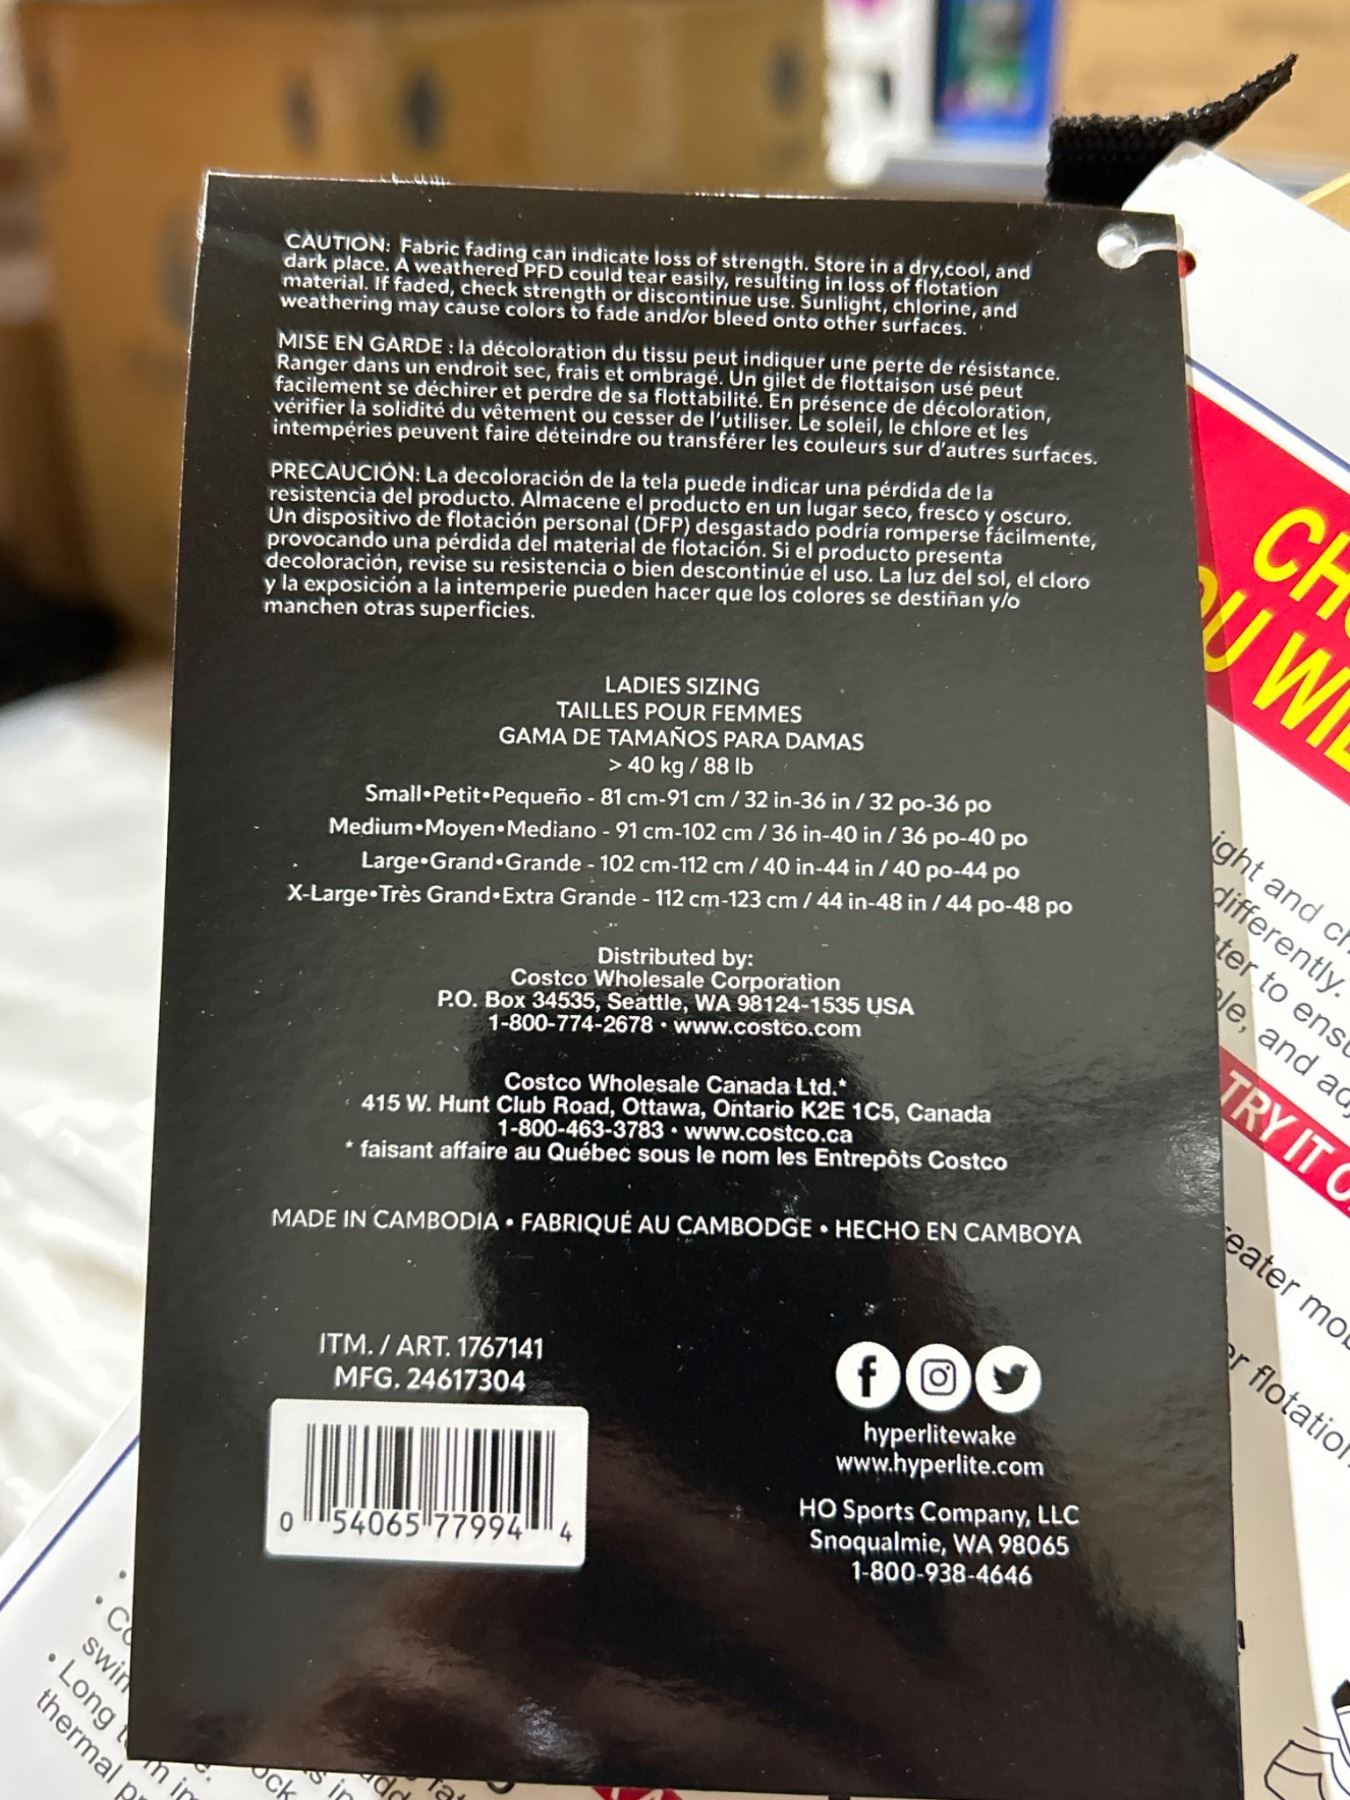 CAUTION: Fabric fading can indicate loss of strength. Store in a dry,cool, and
dark place. A weathered PFD could tear easily, resulting in loss of flotation
material. If faded, check strength or discontinue use. Sunlight, chlorine, and
weathering may cause colors to fade and/or bleed onto other surfaces.
MISE EN GARDE : la décoloration du tissu peut indiquer une perte de résistance.
Ranger dans un endroit sec, frais et ombragé. Un gilet de flottaison usé peut
facilement se déchirer et perdre de sa flottabilité. En présence de décoloration,
vérifier la solidité du vêtement ou cesser de l'utiliser. Le soleil, le chlore et les
intempéries peuvent faire déteindre ou transférer les couleurs sur d'autres surfaces.
PRECAUCIÓN: La decoloración de la tela puede indicar una pérdida de la
resistencia del producto. Almacene el producto en un lugar seco, fresco y oscuro.
Un dispositivo de flotación personal (DFP) desgastado podría romperse fácilmente,
provocando una pérdida del material de flotación. Si el producto presenta
decoloración, revise su resistencia o bien descontinúe el uso. La luz del sol, el cloro
y la exposición a la intemperie pueden hacer que los colores se destiñan y/o
manchen otras superficies.
LADIES SIZING
TAILLES POUR FEMMES
GAMA DE TAMAÑOS PARA DAMAS
> 40 kg / 88 lb
Small•Petit•Pequeño - 81 cm-91 cm / 32 in-36 in / 32 po-36 po
Medium•Moyen•Mediano - 91 cm-102 cm / 36 in-40 in / 36 po-40 po
Large•Grand•Grande - 102 cm-112 cm / 40 in-44 in / 40 po-44 po
X-Large•Très Grand•Extra Grande - 112 cm-123 cm / 44 in-48 in / 44 po-48 po
Distributed by:
Costco Wholesale Corporation
P.O. Box 34535, Seattle, WA 98124-1535 USA
1-800-774-2678 • www.costco.com
Costco Wholesale Canada Ltd.*
415 W. Hunt Club Road, Ottawa, Ontario K2E 1C5, Canada
1-800-463-3783 • www.costco.ca
* faisant affaire au Québec sous le nom les Entrepôts Costco
MADE IN CAMBODIA • FABRIQUÉ AU CAMBODGE • HECHO EN CAMBOYA
ITM. / ART. 1767141
MFG. 24617304
0 54065 77994 4
hyperlitewake
www.hyperlite.com
HO Sports Company, LLC
Snoqualmie, WA 98065
1-800-938-4646
and
differently.
to
and
TRY IT
flotation
Long
thermal